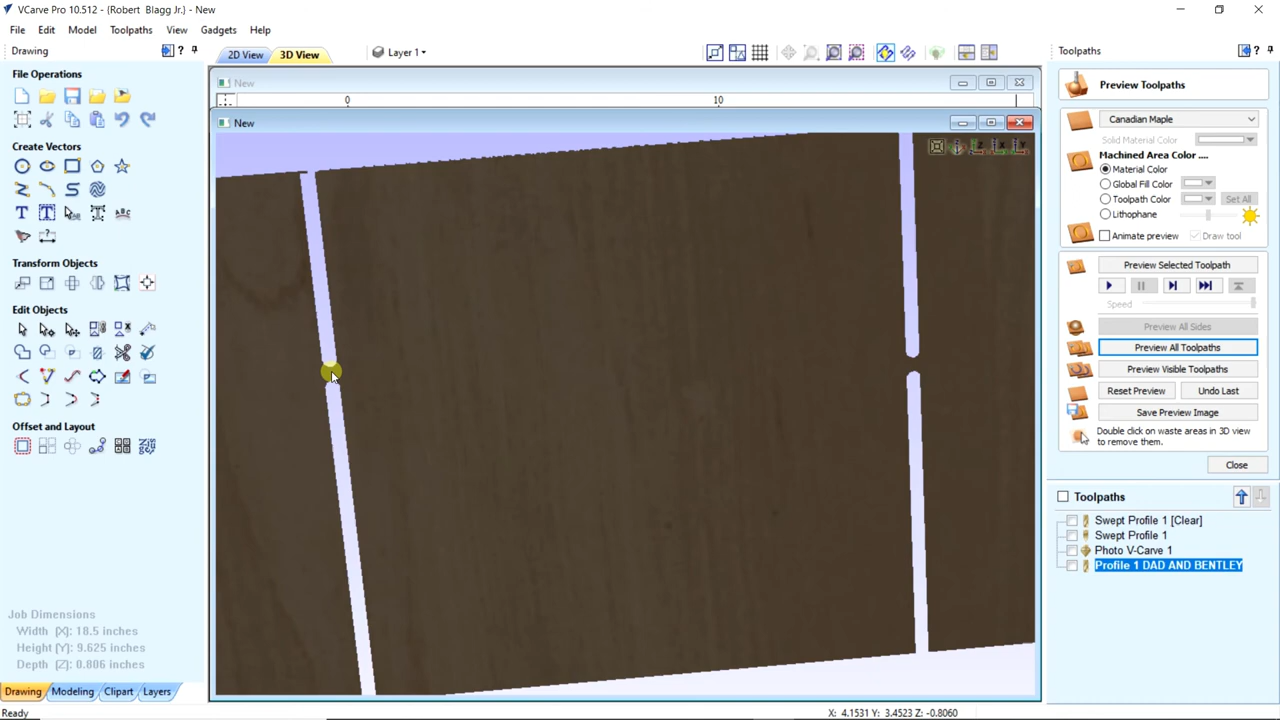 VCarve Pro 10.512 - (Robert Blagg Jr.) - New
File Edit Model Toolpaths View Gadgets Help
Drawing
?
File Operations
Create Vectors
Transform Objects
Edit Objects
Offset and Layout
Job Dimensions
Width [X]: 18.5 inches
Height [Y]: 9.625 inches
Depth [Z]: 0.806 inches
Drawing Modeling Clipart Layers
Ready
2D View 3D View Layer 1
New
0 10
New
X: 4.1531 Y: 3.4523 Z: -0.8060
Toolpaths
?
Preview Toolpaths
Canadian Maple
Solid Material Color
Machined Area Color ....
Material Color
Global Fill Color
Toolpath Color Set All
Lithophane
Animate preview Draw tool
Preview Selected Toolpath
Speed
Preview All Sides
Preview All Toolpaths
Preview Visible Toolpaths
Reset Preview Undo Last
Save Preview Image
Double click on waste areas in 3D view
to remove them.
Close
Toolpaths
Swept Profile 1 [Clear]
Swept Profile 1
Photo V-Carve 1
Profile 1 DAD AND BENTLEY